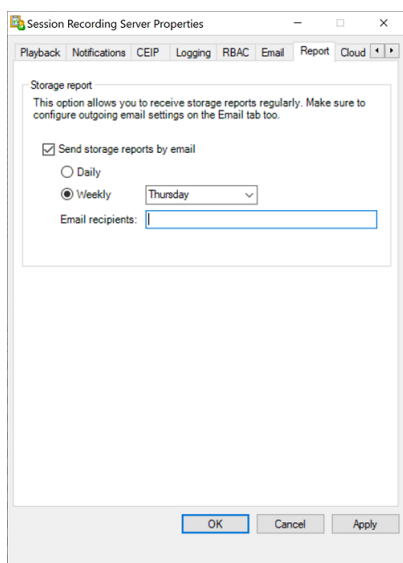 Session Recording Server Properties
Playback Notifications CEIP Logging RBAC Email Report Cloud
Storage report
This option allows you to receive storage reports regularly. Make sure to
configure outgoing email settings on the Email tab too.
Send storage reports by email
Daily
Weekly Thursday
Email recipients:
OK Cancel Apply